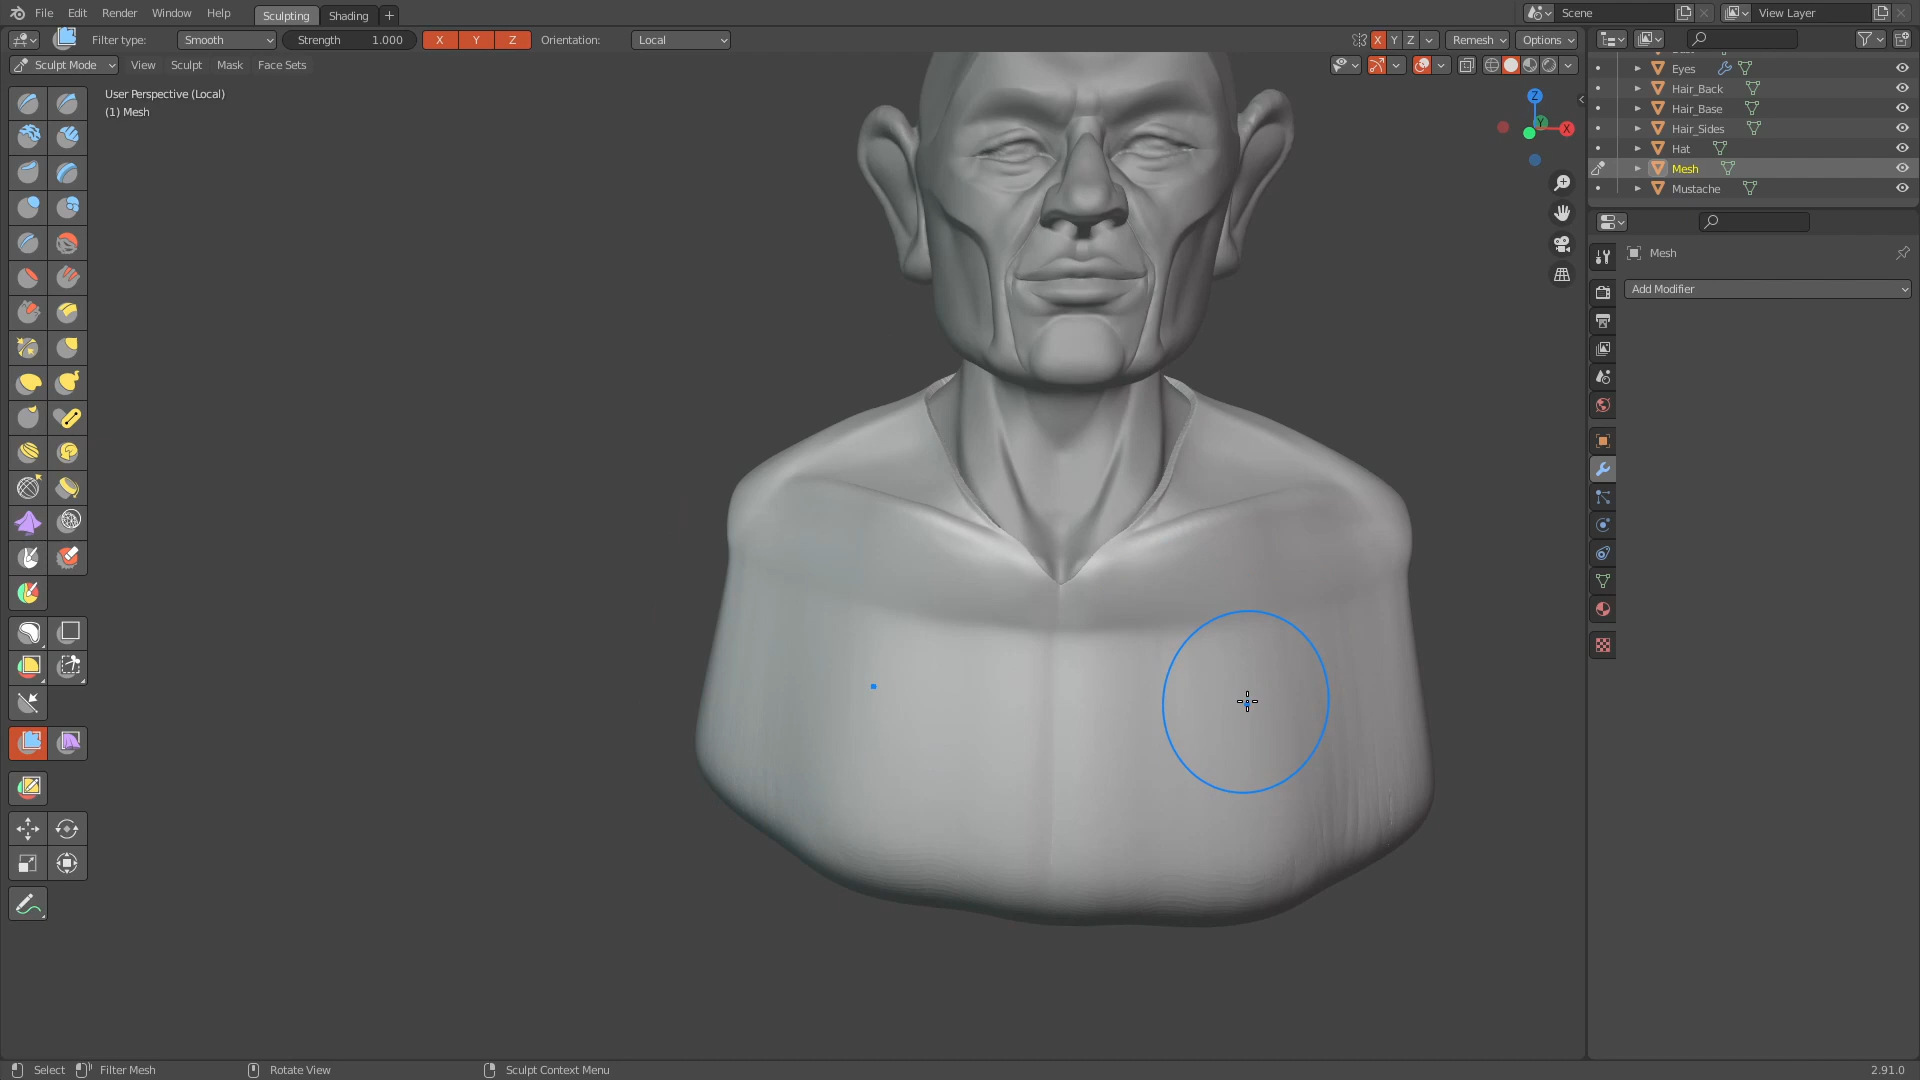 File Edit Render Window Help Sculpting Shading + Scene View Layer
Filter type: Smooth Strength 1.000 X Y Z Orientation: Local X Y Z Remesh Options
Sculpt Mode View Sculpt Mask Face Sets
User Perspective (Local)
(1) Mesh
Z
Y
X
Eyes
Hair_Back
Hair_Base
Hair_Sides
Hat
Mesh
Mustache
Mesh
Add Modifier
Select Filter Mesh Rotate View Sculpt Context Menu 2.91.0